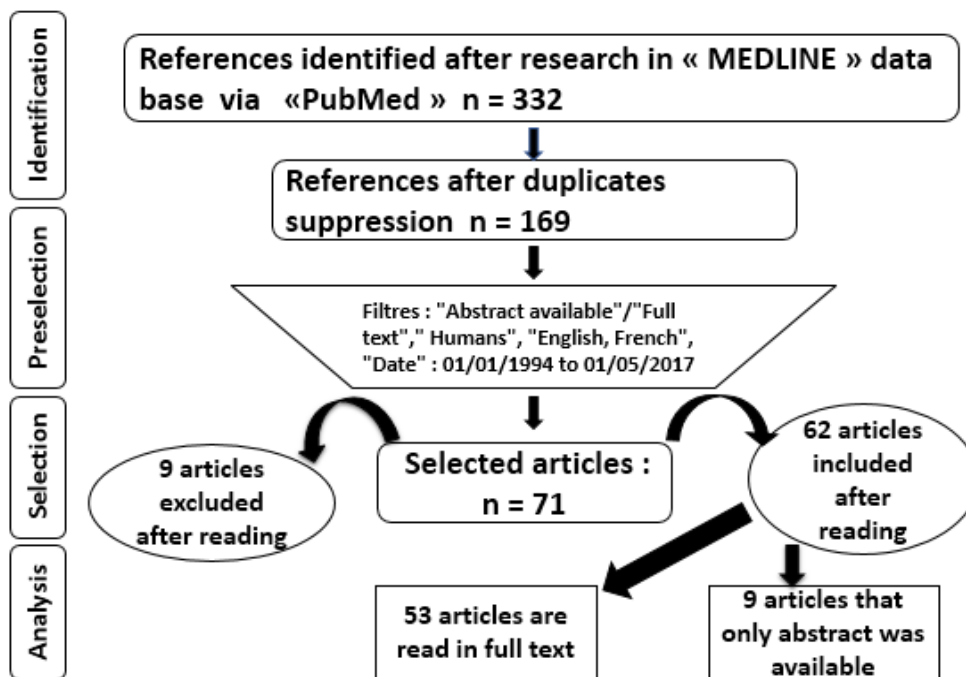 Identification
References identified after research in « MEDLINE » data
base via «PubMed » n = 332
References after duplicates
suppression n = 169
Preselection
Filtres : "Abstract available"/"Full
text"," Humans", "English, French",
"Date" : 01/01/1994 to 01/05/2017
Selection
9 articles
excluded
after reading
Selected articles :
n = 71
62 articles
included
after
reading
Analysis
53 articles are
read in full text
9 articles that
only abstract was
available